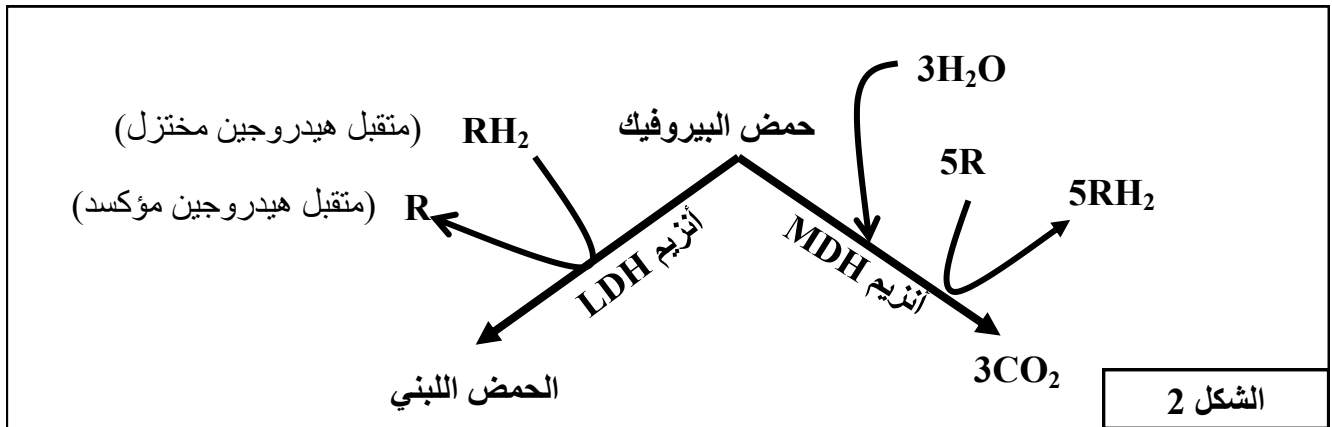 3H₂O
حمض البيروفيك
RH₂ (متقبل هيدروجين مختزل)
5R
5RH₂
R (متقبل هيدروجين مؤكسد)
أنزيم LDH
أنزيم MDH
3CO₂
الحمض اللبني
الشكل 2